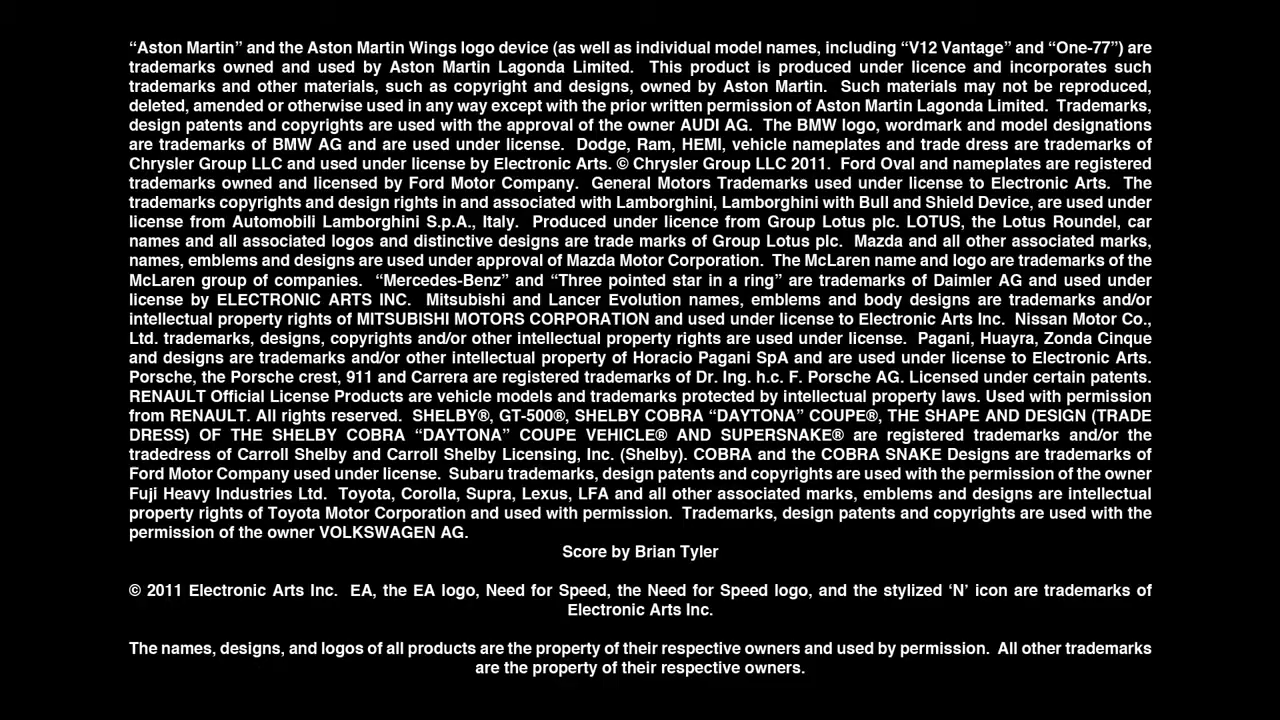 “Aston Martin” and the Aston Martin Wings logo device (as well as individual model names, including “V12 Vantage” and “One-77”) are
trademarks owned and used by Aston Martin Lagonda Limited. This product is produced under licence and incorporates such
trademarks and other materials, such as copyright and designs, owned by Aston Martin. Such materials may not be reproduced,
deleted, amended or otherwise used in any way except with the prior written permission of Aston Martin Lagonda Limited. Trademarks,
design patents and copyrights are used with the approval of the owner AUDI AG. The BMW logo, wordmark and model designations
are trademarks of BMW AG and are used under license. Dodge, Ram, HEMI, vehicle nameplates and trade dress are trademarks of
Chrysler Group LLC and used under license by Electronic Arts. © Chrysler Group LLC 2011. Ford Oval and nameplates are registered
trademarks owned and licensed by Ford Motor Company. General Motors Trademarks used under license to Electronic Arts. The
trademarks copyrights and design rights in and associated with Lamborghini, Lamborghini with Bull and Shield Device, are used under
license from Automobili Lamborghini S.p.A., Italy. Produced under licence from Group Lotus plc. LOTUS, the Lotus Roundel, car
names and all associated logos and distinctive designs are trade marks of Group Lotus plc. Mazda and all other associated marks,
names, emblems and designs are used under approval of Mazda Motor Corporation. The McLaren name and logo are trademarks of the
McLaren group of companies. “Mercedes-Benz” and “Three pointed star in a ring” are trademarks of Daimler AG and used under
license by ELECTRONIC ARTS INC. Mitsubishi and Lancer Evolution names, emblems and body designs are trademarks and/or
intellectual property rights of MITSUBISHI MOTORS CORPORATION and used under license to Electronic Arts Inc. Nissan Motor Co.,
Ltd. trademarks, designs, copyrights and/or other intellectual property rights are used under license. Pagani, Huayra, Zonda Cinque
and designs are trademarks and/or other intellectual property of Horacio Pagani SpA and are used under license to Electronic Arts.
Porsche, the Porsche crest, 911 and Carrera are registered trademarks of Dr. Ing. h.c. F. Porsche AG. Licensed under certain patents.
RENAULT Official License Products are vehicle models and trademarks protected by intellectual property laws. Used with permission
from RENAULT. All rights reserved. SHELBY®, GT-500®, SHELBY COBRA “DAYTONA” COUPE®, THE SHAPE AND DESIGN (TRADE
DRESS) OF THE SHELBY COBRA “DAYTONA” COUPE VEHICLE® AND SUPERSNAKE® are registered trademarks and/or the
tradedress of Carroll Shelby and Carroll Shelby Licensing, Inc. (Shelby). COBRA and the COBRA SNAKE Designs are trademarks of
Ford Motor Company used under license. Subaru trademarks, design patents and copyrights are used with the permission of the owner
Fuji Heavy Industries Ltd. Toyota, Corolla, Supra, Lexus, LFA and all other associated marks, emblems and designs are intellectual
property rights of Toyota Motor Corporation and used with permission. Trademarks, design patents and copyrights are used with the
permission of the owner VOLKSWAGEN AG.
Score by Brian Tyler
© 2011 Electronic Arts Inc. EA, the EA logo, Need for Speed, the Need for Speed logo, and the stylized ‘N’ icon are trademarks of
Electronic Arts Inc.
The names, designs, and logos of all products are the property of their respective owners and used by permission. All other trademarks
are the property of their respective owners.